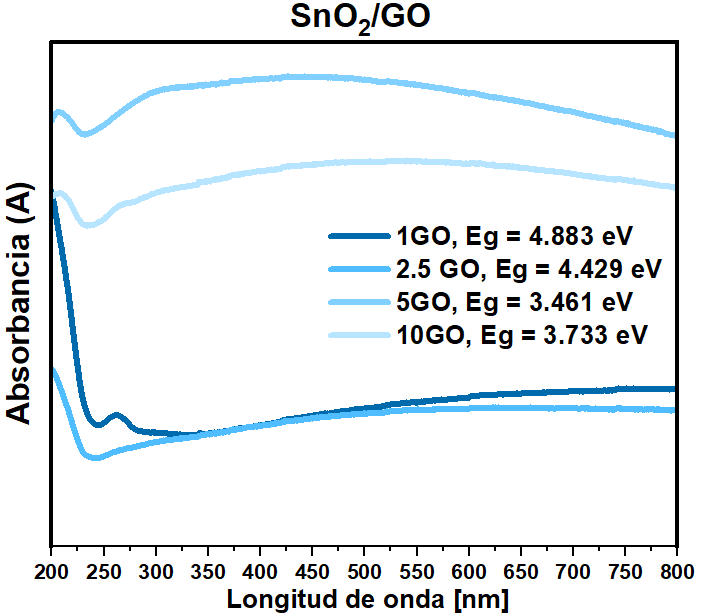 SnO₂/GO
Absorbancia (A)
1GO, Eg = 4.883 eV
2.5 GO, Eg = 4.429 eV
5GO, Eg = 3.461 eV
10GO, Eg = 3.733 eV
200 250 300 350 400 450 500 550 600 650 700 750 800
Longitud de onda [nm]